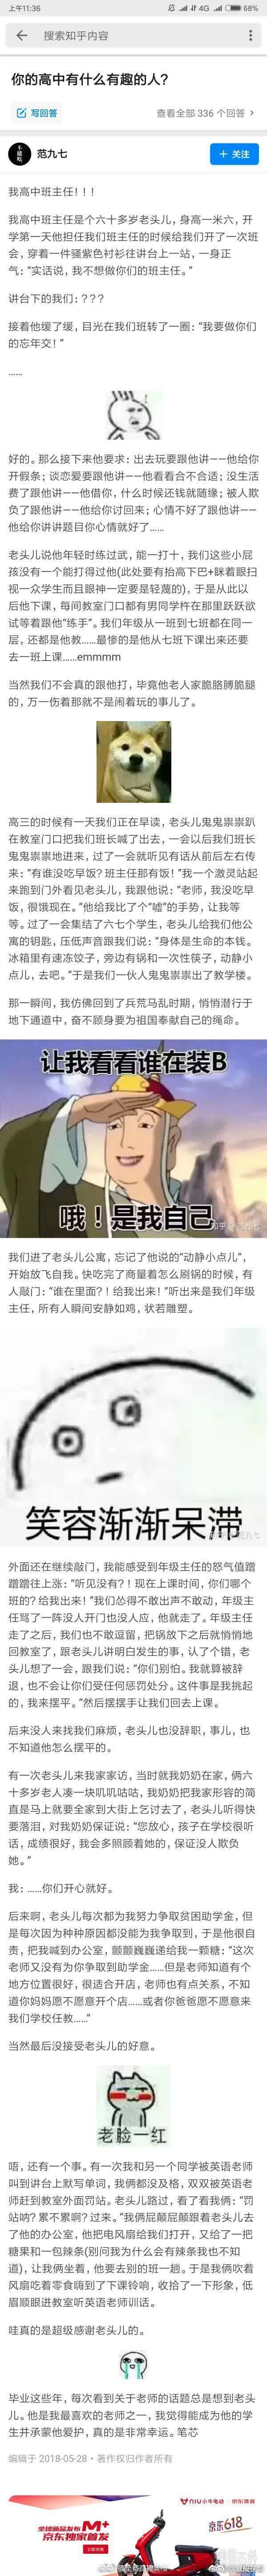 上午11:36
4G
68%
搜索知乎内容
你的高中有什么有趣的人？
写回答
查看全部 336 个回答
范九七
+ 关注
我高中班主任！！！
我高中班主任是个六十多岁老头儿，身高一米六，开
学第一天他担任我们班主任的时候给我们开了一次班
会，穿着一件骚紫色衬衫往讲台上一站，一身正
气：“实话说，我不想做你们的班主任。”
讲台下的我们：？？？
接着他缓了缓，目光在我们班转了一圈：“我要做你们
的忘年交！”
……
好的。那么接下来他要求：出去玩要跟他讲——他给你
开假条；谈恋爱要跟他讲——他看看合不合适；没生活
费了跟他讲——他借你，什么时候还钱就随缘；被人欺
负了跟他讲——他给你讨回来；心情不好了跟他讲——
他给你讲讲题目你心情就好了……
老头儿说他年轻时练过武，能一打十，我们这些小屁
孩没有一个能打得过他(此处要有抬高下巴+眯着眼扫
视一众学生而且眼神一定要是轻蔑的)，于是从此以
后他下课，每间教室门口都有男同学杵在那里跃跃欲
试等着跟他“练手”。我们年级从一班到七班都在同一
层，还都是他教……最惨的是他从七班下课出来还要
去一班上课……emmmm
当然我们不会真的跟他打，毕竟他老人家脆胳膊脆腿
的，万一伤着那就不是闹着玩的事儿了。
高三的时候有一天我们正在早读，老头儿鬼鬼祟祟趴
在教室门口把我们班长喊了出去，一会以后我们班长
鬼鬼祟祟地进来，过了一会就听见有话从前后左右传
来：“有谁没吃早饭？班主任那有饭！”我一个激灵站起
来跑到门外看见老头儿，我跟他说：“老师，我没吃早
饭，很饿现在。”他给我比了个“嘘”的手势，让我等
等。过了一会集结了六七个学生，老头儿给我们他公
寓的钥匙，压低声音跟我们说：“身体是生命的本钱。
冰箱里有速冻饺子，旁边有锅和一次性筷子，动静小
点儿，去吧。”于是我们一伙人鬼鬼祟祟出了教学楼。
那一瞬间，我仿佛回到了兵荒马乱时期，悄悄潜行于
地下通道中，奋不顾身要为祖国奉献自己的绳命。
让我看看谁在装B
哦！是我自己
我们进了老头儿公寓，忘记了他说的“动静小点儿”，
开始放飞自我。快吃完了商量着怎么刷锅的时候，有
人敲门：“谁在里面？！给我出来！”听出来是我们年级
主任，所有人瞬间安静如鸡，状若雕塑。
笑容渐渐呆带
外面还在继续敲门，我能感受到年级主任的怒气值蹭
蹭蹭往上涨：“听见没有？！现在上课时间，你们哪个
班的？给我出来！”我们怂得不敢出声不敢动，年级主
任骂了一阵没人开门也没人应，他就走了。年级主任
走了之后，我们也不敢逗留，把锅放下之后就悄悄地
回教室了，跟老头儿讲明白发生的事，认了个错，老
头儿想了一会，跟我们说：“你们别怕。我就算被辞
退，也不会让你们受任何惩罚处分。这件事是我挑起
的，我来摆平。”然后摆摆手让我们回去上课。
后来没人来找我们麻烦，老头儿也没辞职，事儿，也
不知道他怎么摆平的。
有一次老头儿来我家家访，当时就我奶奶在家，俩六
十多岁老人凑一块叽叽咕咕，我奶奶把我家形容的简
直是马上就要全家到大街上乞讨去了，老头儿听得快
要落泪，对我奶奶保证说：“您放心，孩子在学校很听
话，成绩很好，我会多照顾着她的，保证没人欺负
她。”
我：……你们开心就好。
后来啊，老头儿每次都为我努力争取贫困助学金，但
是每次因为种种原因都没能为我争取到，于是他很自
责，把我喊到办公室，颤颤巍巍递给我一颗糖：“这次
老师又没有为你争取到助学金……但是老师知道有个
地方位置很好，很适合开店，老师也有点关系，不知
道你妈妈愿不愿意开个店……或者你爸爸愿不愿意来
我们学校任教……”
当然最后没接受老头儿的好意。
老脸一红
唔，还有一个事。有一次我和另一个同学被英语老师
叫到讲台上默写单词，我俩都没及格，双双被英语老
师赶到教室外面罚站。老头儿路过，看了看我俩：“罚
站呐？累不累啊？过来。”我俩屁颠屁颠跟着老头儿去
了他的办公室，他把电风扇给我们打开，又给了一把
糖果和一包辣条(别问我为什么会有辣条我也不知
道)，让我俩坐着，他要去别的班一趟。于是我俩吹着
风扇吃着零食嗨到了下课铃响，收拾了一下形象，低
眉顺眼进教室听英语老师训话。
哇真的是超级感谢老头儿的。
毕业这些年，每次看到关于老师的话题总是想到老头
儿。他是我最喜欢的老师之一，我觉得能成为他的学
生并承蒙他爱护，真的是非常幸运。笔芯
编辑于 2018-05-28 · 著作权归作者所有
niu小牛电动
京东体育
全球新品发布 M+
京东独家首发
京东618